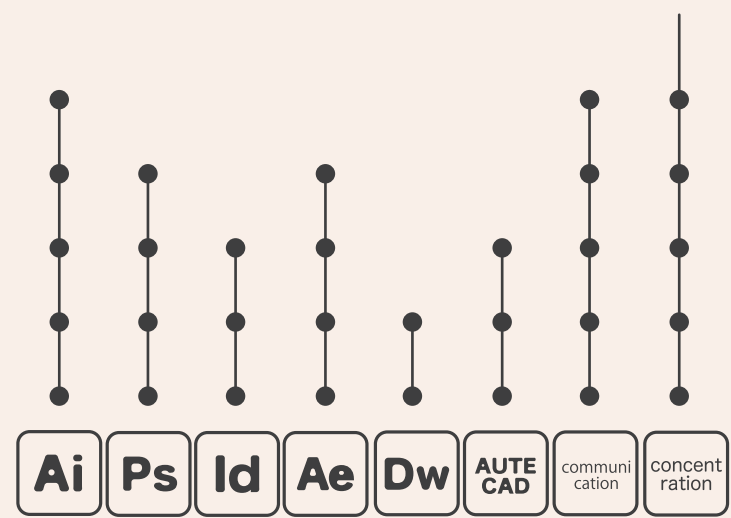 Ai
Ps
Id
Ae
Dw
AUTE
CAD
communi
cation
concent
ration